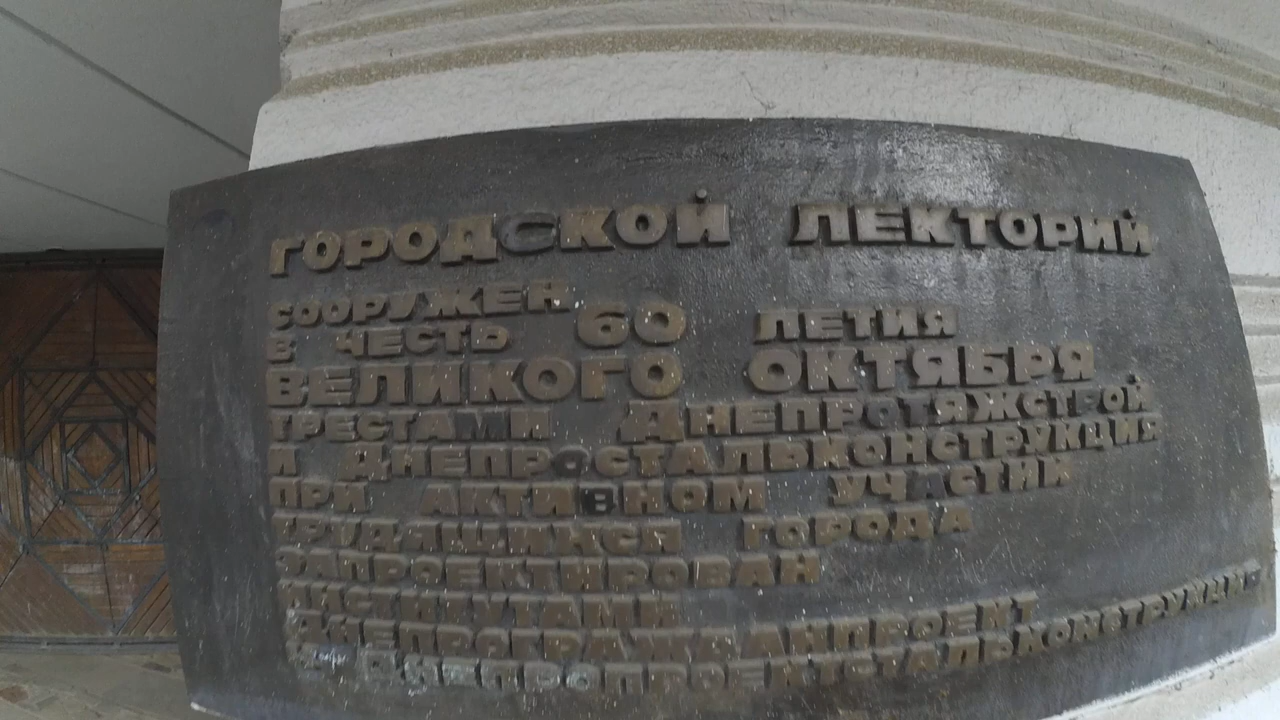 ГОРОДСКОЙ ЛЕКТОРИЙ
СООРУЖЕН
В ЧЕСТЬ 60 ЛЕТИЯ
ВЕЛИКОГО ОКТЯБРЯ
ТРЕСТАМИ ДНЕПРОТЯЖСТРОЙ
И ДНЕПРОСТАЛЬКОНСТРУКЦИЯ
ПРИ АКТИВНОМ УЧАСТИИ
ТРУДЯЩИХСЯ ГОРОДА
ЗАПРОЕКТИРОВАН
ИНСТИТУТАМИ
ДНЕПРОГРАЖДАНПРОЕКТ
И ДНЕПРОПРОЕКТСТАЛЬКОНСТРУКЦИЯ